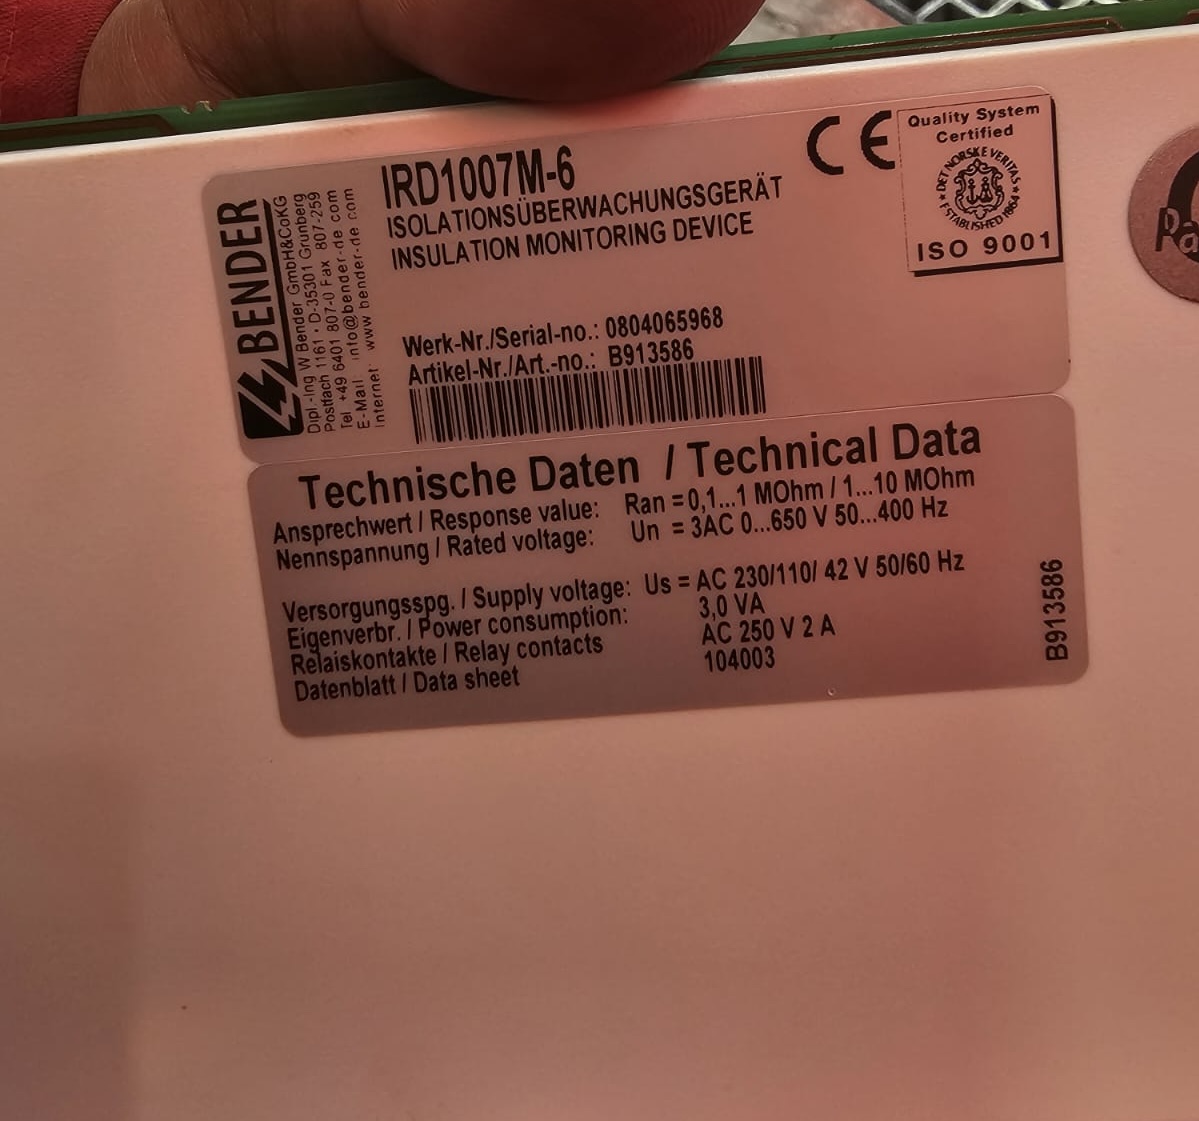 BENDER
Dipl.-Ing W Bender GmbH&CoKG
Postfach 1161 · D-35301 Grünberg
Tel +49 6401 807-0 Fax 807-259
E-Mail info@bender-de com
Internet www bender-de com
IRD1007M-6
ISOLATIONSÜBERWACHUNGSGERÄT
INSULATION MONITORING DEVICE
CE
Quality System
Certified
DET NORSKE VERITAS
ESTABLISHED 1864
ISO 9001
Werk-Nr./Serial-no.: 0804065968
Artikel-Nr./Art.-no.: B913586
Technische Daten / Technical Data
Ansprechwert / Response value: Ran =0,1...1 MOhm / 1...10 MOhm
Nennspannung / Rated voltage: Un = 3AC 0...650 V 50...400 Hz
Versorgungsspg. / Supply voltage: Us = AC 230/110/ 42 V 50/60 Hz
Eigenverbr. / Power consumption: 3,0 VA
Relaiskontakte / Relay contacts AC 250 V 2 A
Datenblatt / Data sheet 104003
B913586